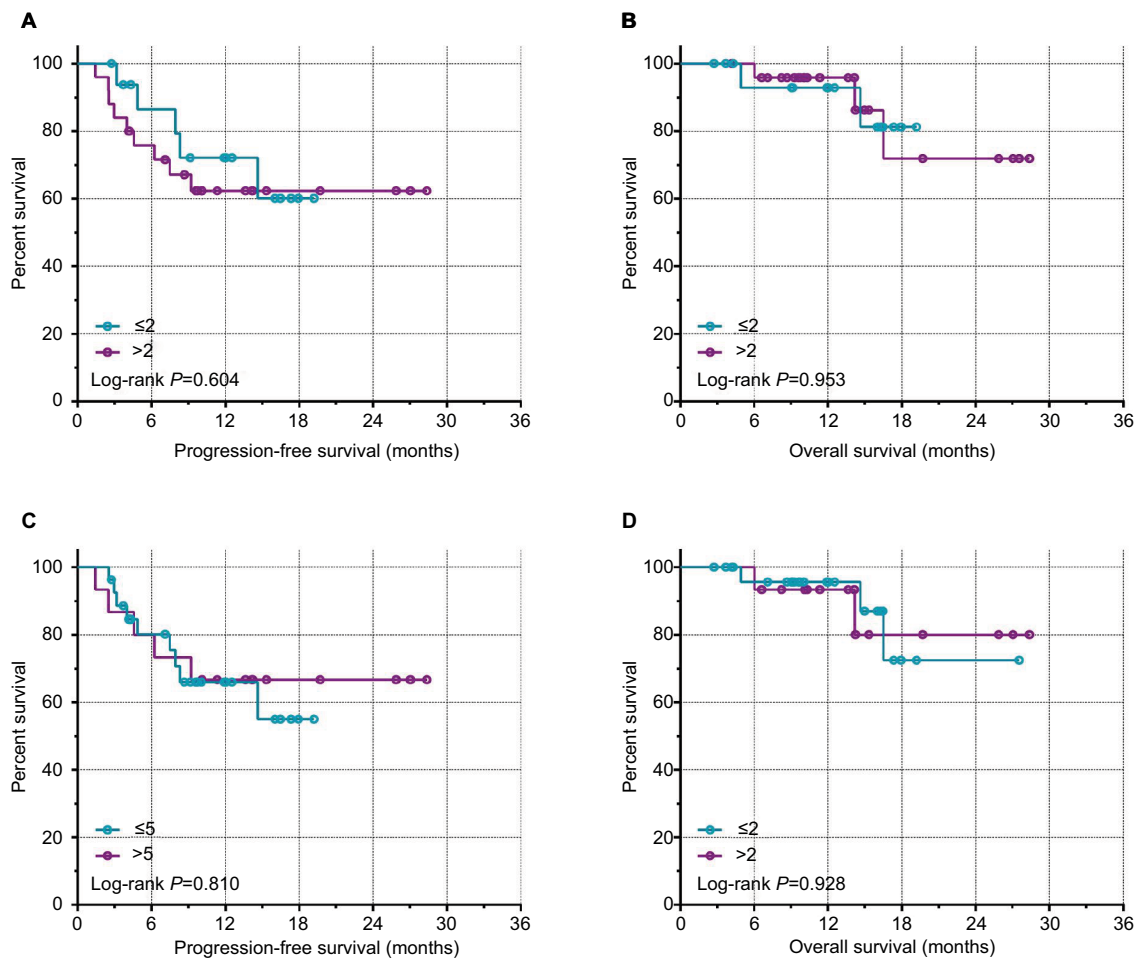 A
Percent survival
100
80
60
40
20
0
≤2
>2
Log-rank P=0.604
0 6 12 18 24 30 36
Progression-free survival (months)
B
Percent survival
100
80
60
40
20
0
≤2
>2
Log-rank P=0.953
0 6 12 18 24 30 36
Overall survival (months)
C
Percent survival
100
80
60
40
20
0
≤5
>5
Log-rank P=0.810
0 6 12 18 24 30 36
Progression-free survival (months)
D
Percent survival
100
80
60
40
20
0
≤2
>2
Log-rank P=0.928
0 6 12 18 24 30 36
Overall survival (months)